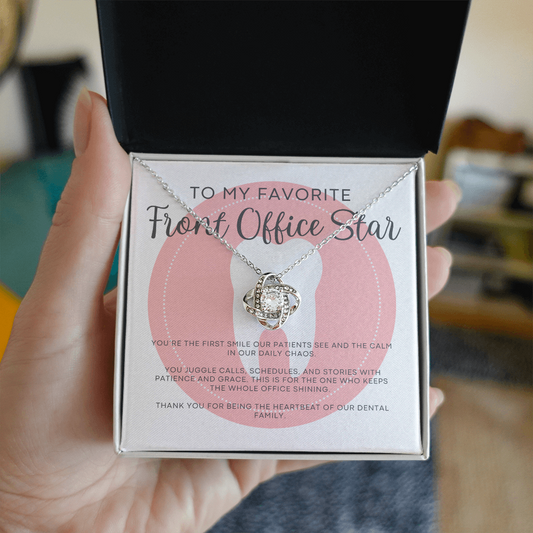 TO MY FAVORITE
Front Office Star
YOU'RE THE FIRST SMILE OUR PATIENTS SEE AND THE CALM
IN OUR DAILY CHAOS.
YOU JUGGLE CALLS, SCHEDULES, AND STORIES WITH
PATIENCE AND GRACE. THIS IS FOR THE ONE WHO KEEPS
THE WHOLE OFFICE SHINING.
THANK YOU FOR BEING THE HEARTBEAT OF OUR DENTAL
FAMILY.